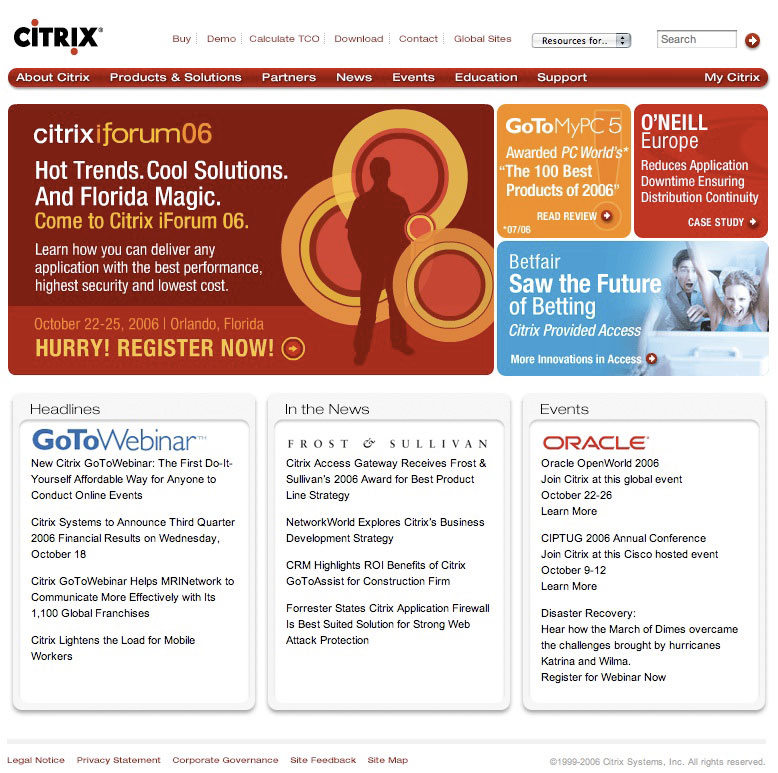 CITRIX®
Buy Demo Calculate TCO Download Contact Global Sites Resources for.. Search
About Citrix Products & Solutions Partners News Events Education Support My Citrix
citrixiforum06
Hot Trends. Cool Solutions.
And Florida Magic.
Come to Citrix iForum 06.
Learn how you can deliver any
application with the best performance,
highest security and lowest cost.
October 22-25, 2006 | Orlando, Florida
HURRY! REGISTER NOW!
GoToMyPC 5
Awarded PC World's*
"The 100 Best
Products of 2006"
READ REVIEW
*07/06
O'NEILL
Europe
Reduces Application
Downtime Ensuring
Distribution Continuity
CASE STUDY
Betfair
Saw the Future
of Betting
Citrix Provided Access
More Innovations in Access
Headlines
GoToWebinar™
New Citrix GoToWebinar: The First Do-It-
Yourself Affordable Way for Anyone to
Conduct Online Events
Citrix Systems to Announce Third Quarter
2006 Financial Results on Wednesday,
October 18
Citrix GoToWebinar Helps MRINetwork to
Communicate More Effectively with Its
1,100 Global Franchises
Citrix Lightens the Load for Mobile
Workers
In the News
FROST & SULLIVAN
Citrix Access Gateway Receives Frost &
Sullivan's 2006 Award for Best Product
Line Strategy
NetworkWorld Explores Citrix's Business
Development Strategy
CRM Highlights ROI Benefits of Citrix
GoToAssist for Construction Firm
Forrester States Citrix Application Firewall
Is Best Suited Solution for Strong Web
Attack Protection
Events
ORACLE®
Oracle OpenWorld 2006
Join Citrix at this global event
October 22-26
Learn More
CIPTUG 2006 Annual Conference
Join Citrix at this Cisco hosted event
October 9-12
Learn More
Disaster Recovery:
Hear how the March of Dimes overcame
the challenges brought by hurricanes
Katrina and Wilma.
Register for Webinar Now
Legal Notice Privacy Statement Corporate Governance Site Feedback Site Map
©1999-2006 Citrix Systems, Inc. All rights reserved.